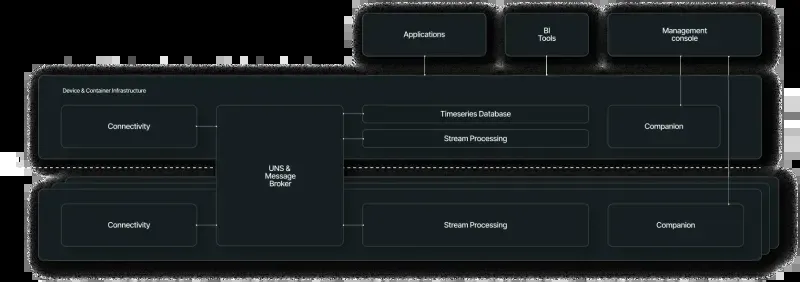 Applications
BI
Tools
Management
console
Device & Container Infrastructure
Connectivity
UNS &
Message
Broker
Timeseries Database
Stream Processing
Companion
Connectivity
Stream Processing
Companion